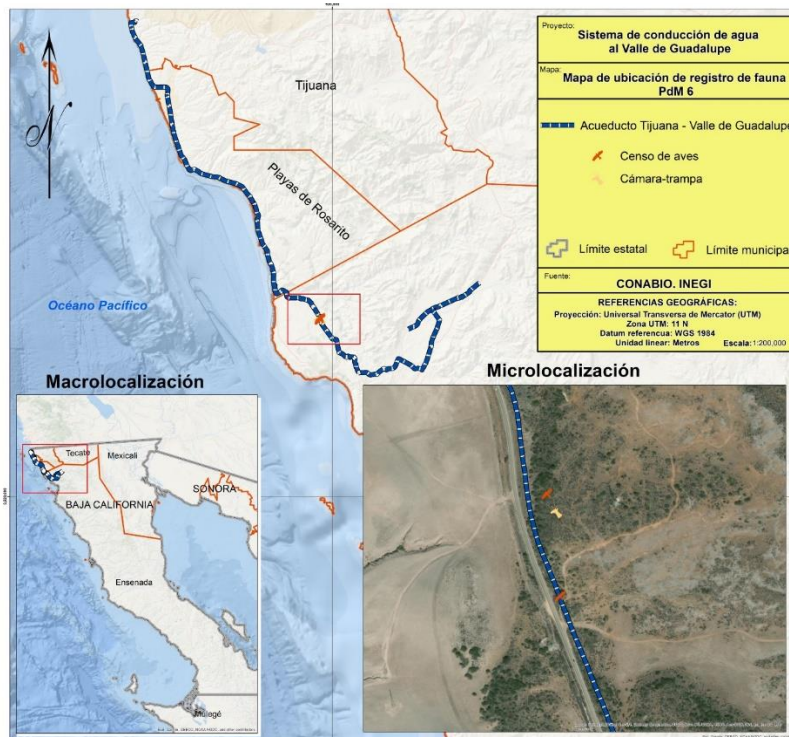 Proyecto:
Sistema de conducción de agua
al Valle de Guadalupe
Mapa:
Mapa de ubicación de registro de fauna
PdM 6
Acueducto Tijuana - Valle de Guadalupe
Censo de aves
Cámara-trampa
Límite estatal
Límite municipa
Fuente:
CONABIO. INEGI
REFERENCIAS GEOGRÁFICAS:
Proyección: Universal Transversa de Mercator (UTM)
Zona UTM: 11 N
Datum referencua: WGS 1984
Unidad linear: Metros
Escala: 1:200,000
N
Tijuana
Playas de Rosarito
Océano Pacífico
Macrolocalización
Tecate
Mexicali
SONORA
BAJA CALIFORNIA
Ensenada
Mulegé
Microlocalización